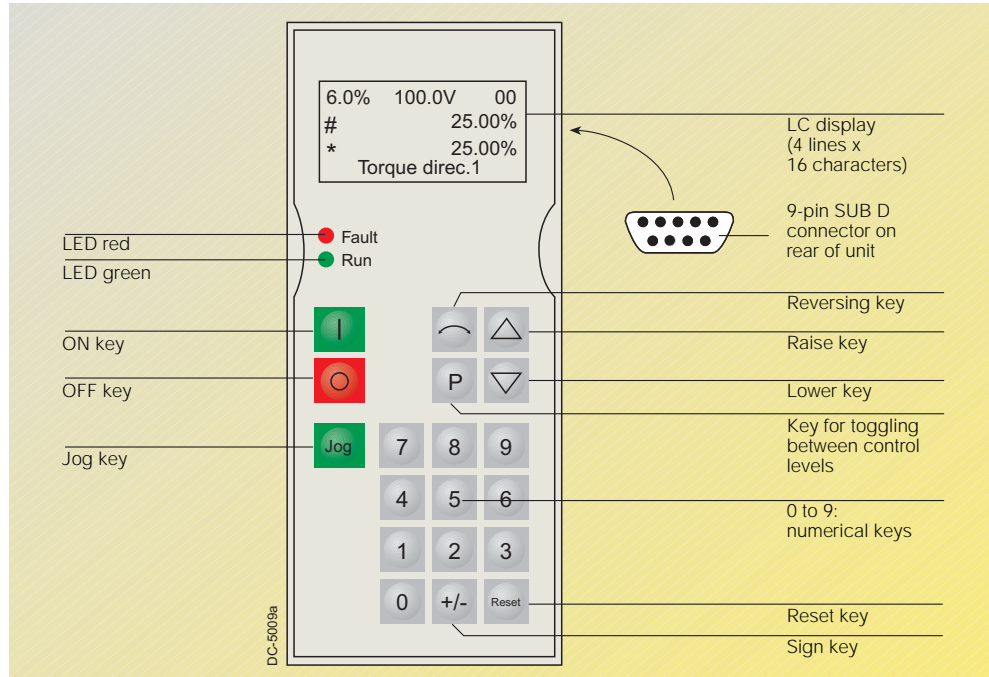 6.0% 100.0V 00
# 25.00%
* 25.00%
Torque direc.1
LC display
(4 lines x
16 characters)
9-pin SUB D
connector on
rear of unit
Fault
Run
LED red
LED green
Reversing key
Raise key
ON key
OFF key
P
Lower key
Key for toggling
between control
levels
Jog
Jog key
7 8 9
4 5 6
0 to 9:
numerical keys
1 2 3
0 +/- Reset
Reset key
Sign key
DC-5009a